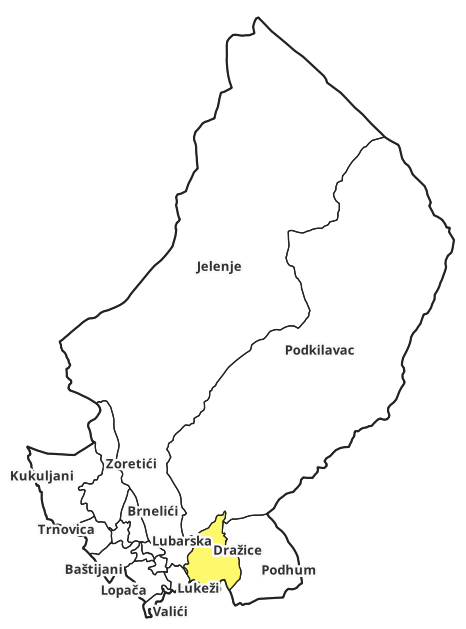 Jelenje
Podkilavac
Zoretići
Kukuljani
Brnelići
Trnovica
Lubarska
Dražice
Baštijani
Podhum
Lopača
Lukeži
Valići